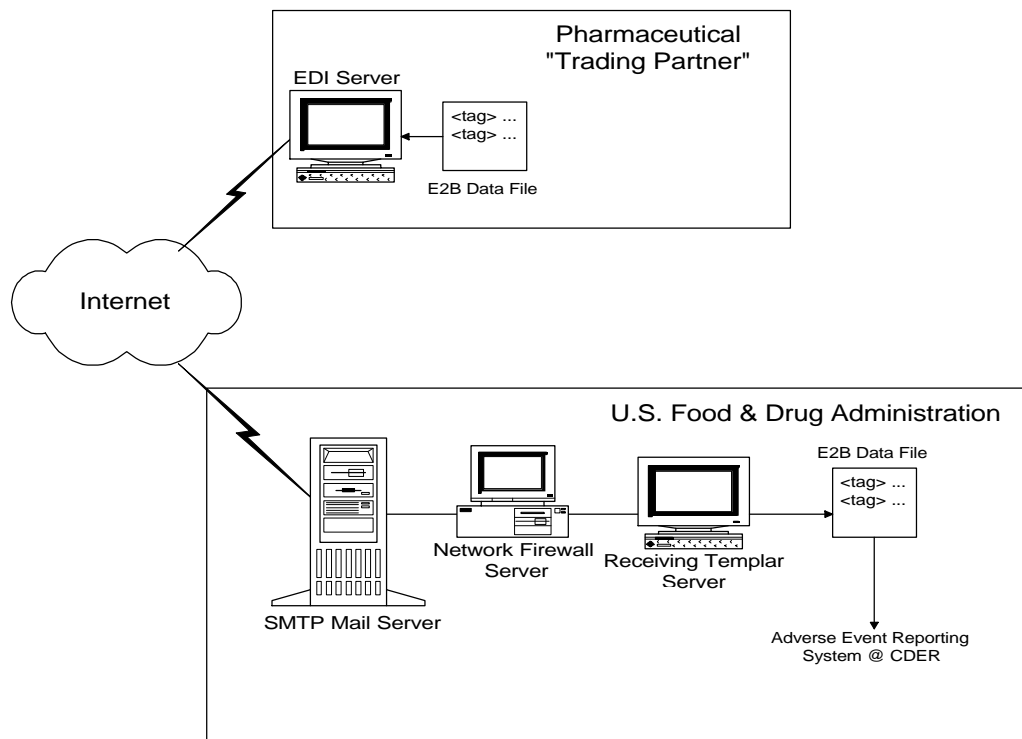 Pharmaceutical
"Trading Partner"
EDI Server
<tag> ...
<tag> ...
E2B Data File
Internet
U.S. Food & Drug Administration
E2B Data File
<tag> ...
<tag> ...
Network Firewall
Server
Receiving Templar
Server
SMTP Mail Server
Adverse Event Reporting
System @ CDER